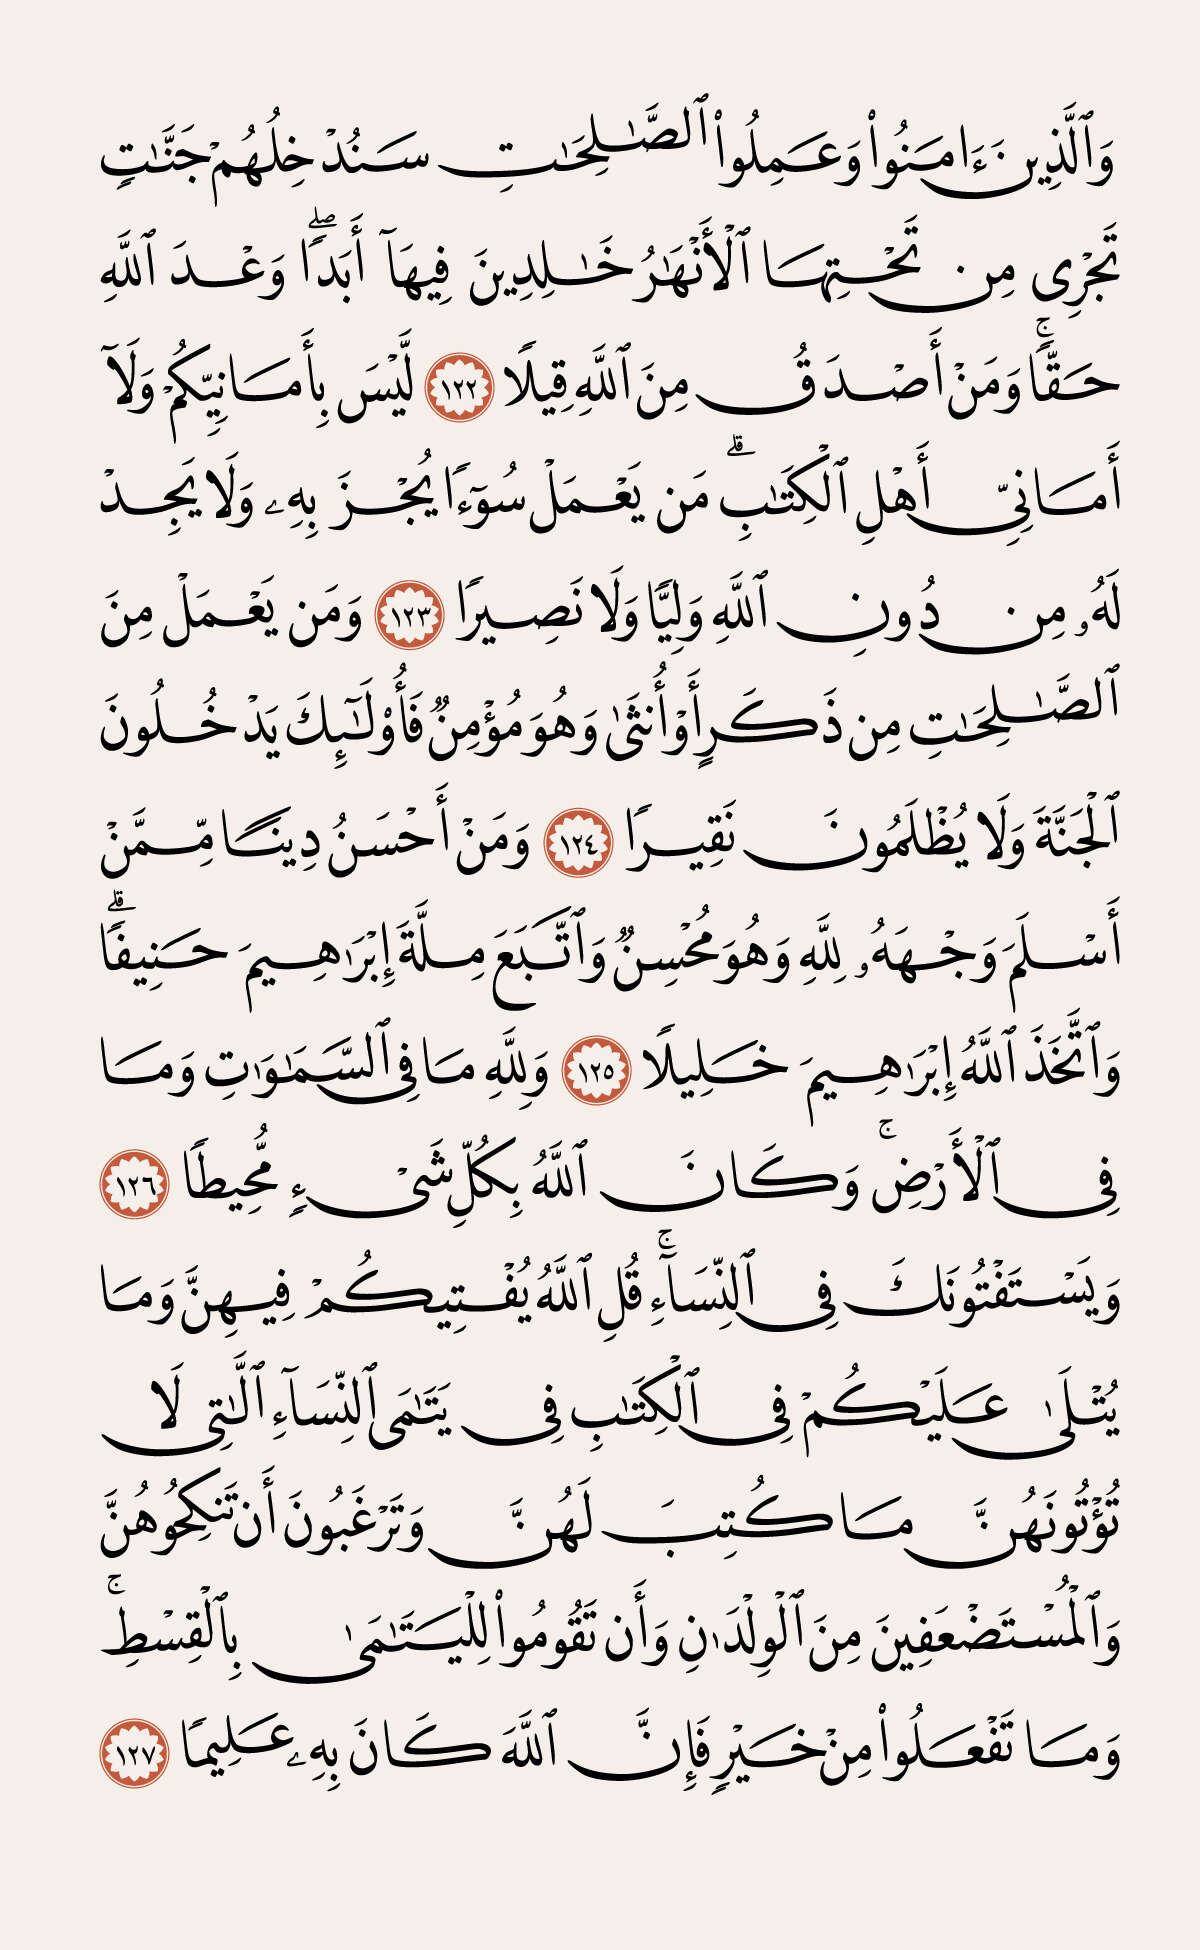 وَٱلَّذِينَ ءَامَنُوا۟ وَعَمِلُوا۟ ٱلصَّـٰلِحَـٰتِ سَنُدْخِلُهُمْ جَنَّـٰتٍ
تَجْرِى مِن تَحْتِهَا ٱلْأَنْهَـٰرُ خَـٰلِدِينَ فِيهَآ أَبَدًا ۖ وَعْدَ ٱللَّهِ
حَقًّا ۚ وَمَنْ أَصْدَقُ مِنَ ٱللَّهِ قِيلًا ١٢٢ لَّيْسَ بِأَمَانِيِّكُمْ وَلَآ
أَمَانِىِّ أَهْلِ ٱلْكِتَـٰبِ ۗ مَن يَعْمَلْ سُوٓءًا يُجْزَ بِهِۦ وَلَا يَجِدْ
لَهُۥ مِن دُونِ ٱللَّهِ وَلِيًّا وَلَا نَصِيرًا ١٢٣ وَمَن يَعْمَلْ مِنَ
ٱلصَّـٰلِحَـٰتِ مِن ذَكَرٍ أَوْ أُنثَىٰ وَهُوَ مُؤْمِنٌ فَأُو۟لَـٰٓئِكَ يَدْخُلُونَ
ٱلْجَنَّةَ وَلَا يُظْلَمُونَ نَقِيرًا ١٢٤ وَمَنْ أَحْسَنُ دِينًا مِّمَّنْ
أَسْلَمَ وَجْهَهُۥ لِلَّهِ وَهُوَ مُحْسِنٌ وَٱتَّبَعَ مِلَّةَ إِبْرَٰهِيمَ حَنِيفًا ۗ
وَٱتَّخَذَ ٱللَّهُ إِبْرَٰهِيمَ خَلِيلًا ١٢٥ وَلِلَّهِ مَا فِى ٱلسَّمَـٰوَٰتِ وَمَا
فِى ٱلْأَرْضِ ۚ وَكَانَ ٱللَّهُ بِكُلِّ شَىْءٍ مُّحِيطًا ١٢٦
وَيَسْتَفْتُونَكَ فِى ٱلنِّسَآءِ ۚ قُلِ ٱللَّهُ يُفْتِيكُمْ فِيهِنَّ وَمَا
يُتْلَىٰ عَلَيْكُمْ فِى ٱلْكِتَـٰبِ فِى يَتَـٰمَى ٱلنِّسَآءِ ٱلَّـٰتِى لَا
تُؤْتُونَهُنَّ مَا كُتِبَ لَهُنَّ وَتَرْغَبُونَ أَن تَنكِحُوهُنَّ
وَٱلْمُسْتَضْعَفِينَ مِنَ ٱلْوِلْدَٰنِ وَأَن تَقُومُوا۟ لِلْيَتَـٰمَىٰ بِٱلْقِسْطِ ۚ
وَمَا تَفْعَلُوا۟ مِنْ خَيْرٍ فَإِنَّ ٱللَّهَ كَانَ بِهِۦ عَلِيمًا ١٢٧